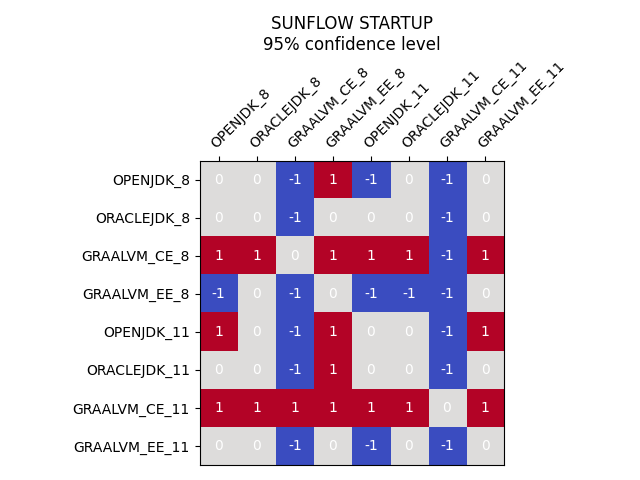 SUNFLOW STARTUP
95% confidence level
OPENJDK_8 ORACLEJDK_8 GRAALVM_CE_8 GRAALVM_EE_8 OPENJDK_11 ORACLEJDK_11 GRAALVM_CE_11 GRAALVM_EE_11
OPENJDK_8 0 0 -1 1 -1 0 -1 0
ORACLEJDK_8 0 0 -1 0 0 0 -1 0
GRAALVM_CE_8 1 1 0 1 1 1 -1 1
GRAALVM_EE_8 -1 0 -1 0 -1 -1 -1 0
OPENJDK_11 1 0 -1 1 0 0 -1 1
ORACLEJDK_11 0 0 -1 1 0 0 -1 0
GRAALVM_CE_11 1 1 1 1 1 1 0 1
GRAALVM_EE_11 0 0 -1 0 -1 0 -1 0